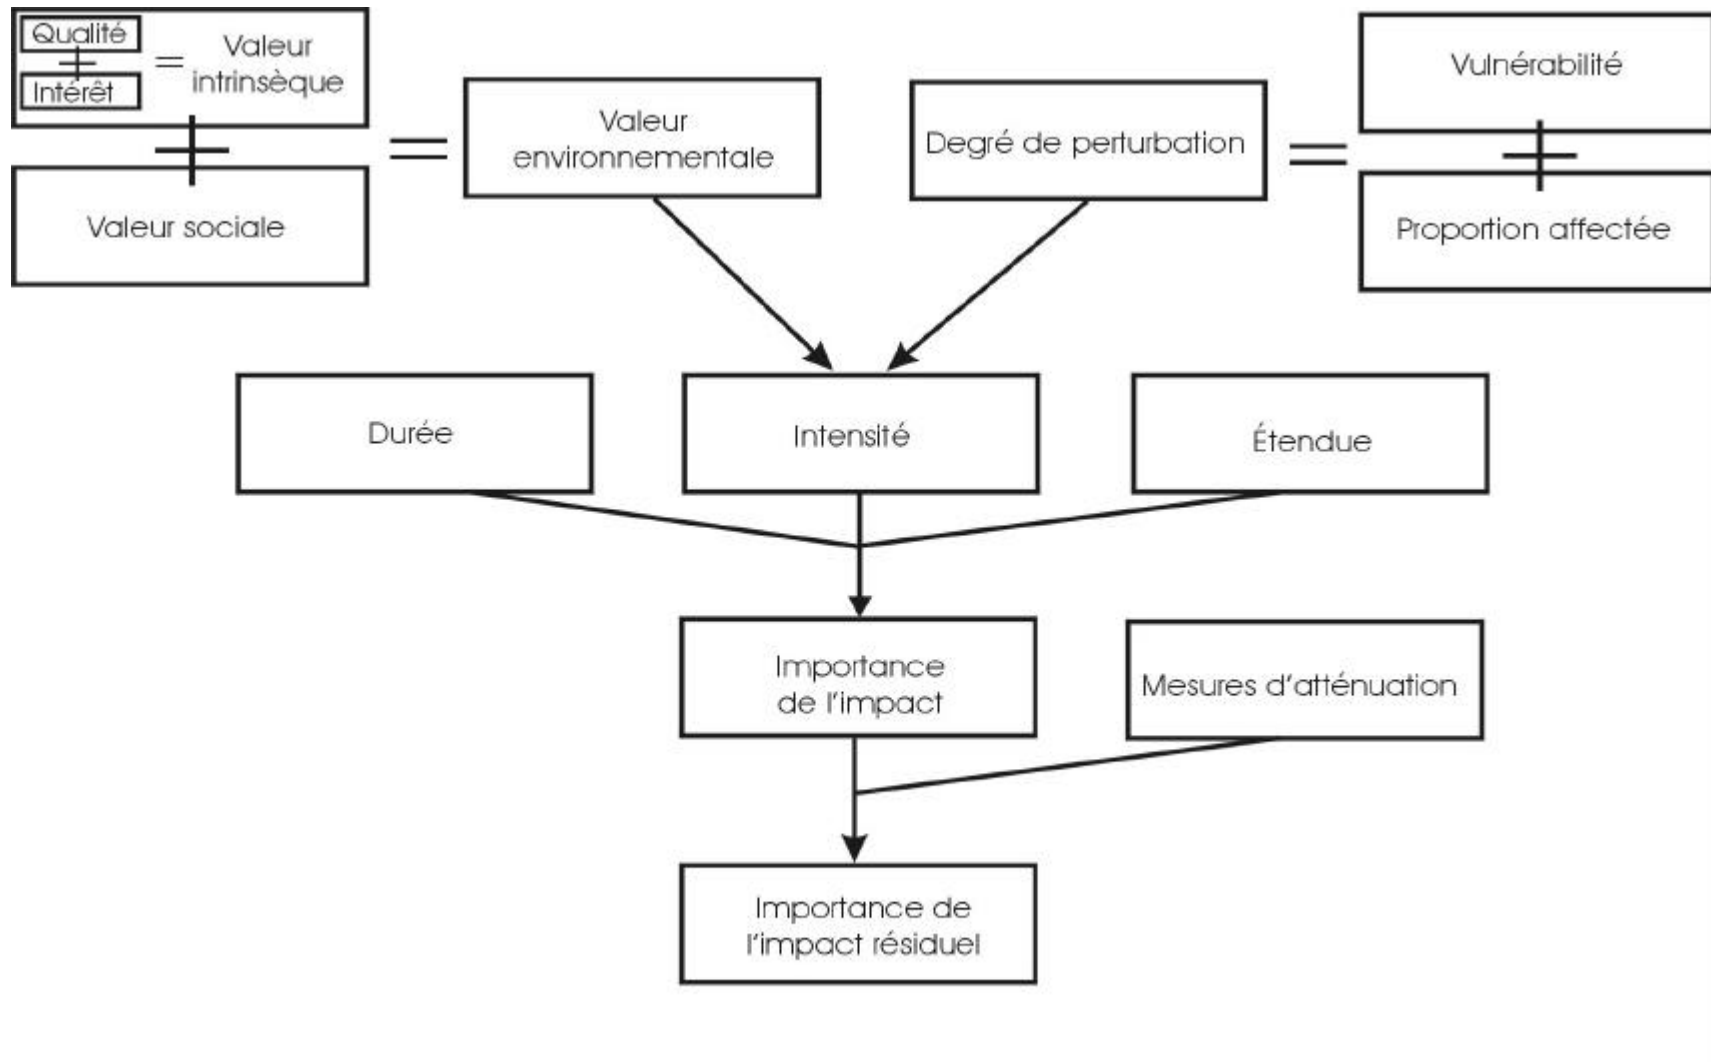 Qualité
+
Intérêt
=
Valeur
intrinsèque
+
Valeur sociale
=
Valeur
environnementale
Degré de perturbation
=
Vulnérabilité
+
Proportion affectée
Durée
Intensité
Étendue
Importance
de l'impact
Mesures d'atténuation
Importance de
l'impact résiduel